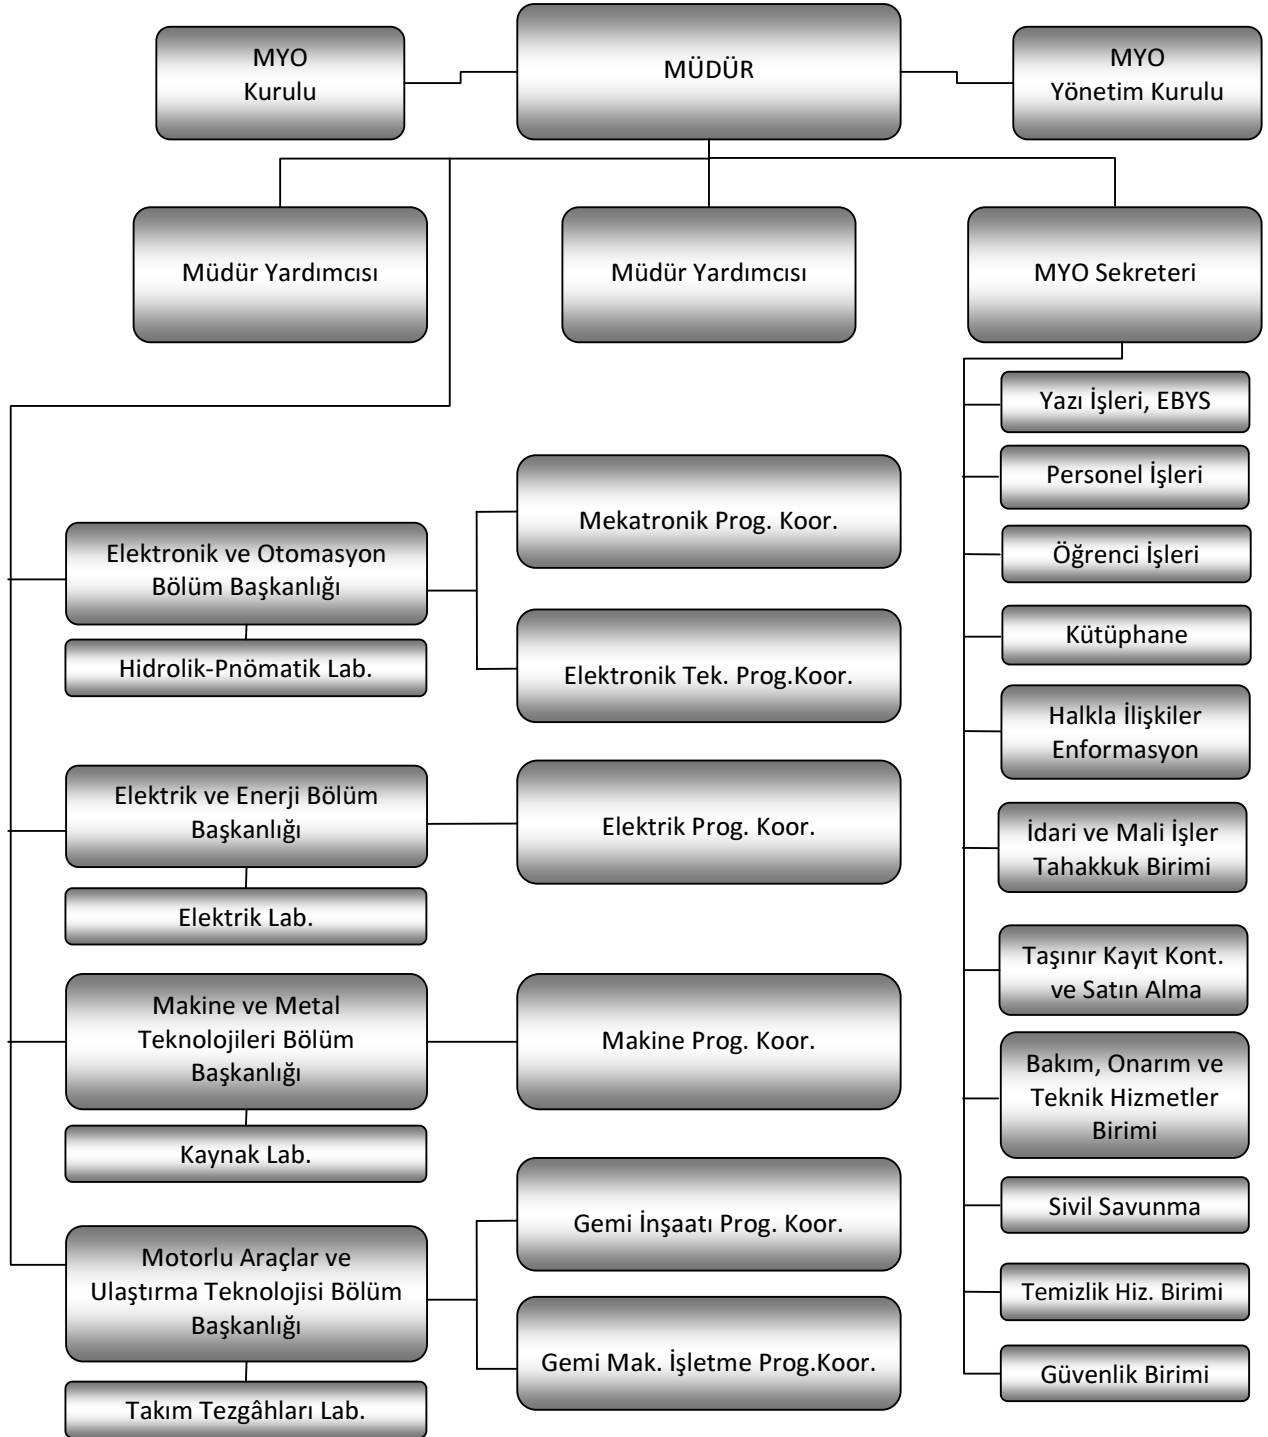 MYO
Kurulu
MÜDÜR
MYO
Yönetim Kurulu
Müdür Yardımcısı
Müdür Yardımcısı
MYO Sekreteri
Elektronik ve Otomasyon
Bölüm Başkanlığı
Hidrolik-Pnömatik Lab.
Mekatronik Prog. Koor.
Elektronik Tek. Prog.Koor.
Elektrik ve Enerji Bölüm
Başkanlığı
Elektrik Lab.
Elektrik Prog. Koor.
Makine ve Metal
Teknolojileri Bölüm
Başkanlığı
Kaynak Lab.
Makine Prog. Koor.
Motorlu Araçlar ve
Ulaştırma Teknolojisi Bölüm
Başkanlığı
Takım Tezgâhları Lab.
Gemi İnşaatı Prog. Koor.
Gemi Mak. İşletme Prog.Koor.
Yazı İşleri, EBYS
Personel İşleri
Öğrenci İşleri
Kütüphane
Halkla İlişkiler
Enformasyon
İdari ve Mali İşler
Tahakkuk Birimi
Taşınır Kayıt Kont.
ve Satın Alma
Bakım, Onarım ve
Teknik Hizmetler
Birimi
Sivil Savunma
Temizlik Hiz. Birimi
Güvenlik Birimi